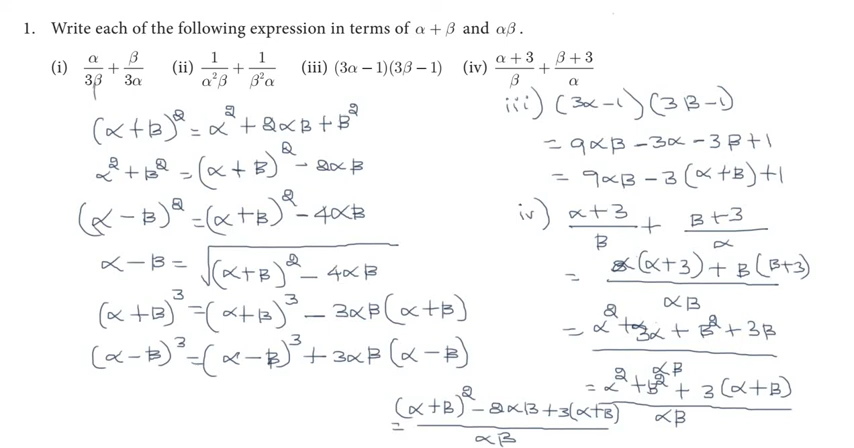 1. Write each of the following expression in terms of α + β and αβ.
(i) α/3β + β/3α (ii) 1/α²β + 1/β²α (iii) (3α − 1)(3β − 1) (iv) (α+3)/β + (β+3)/α
(α+β)² = α² + 2αβ + β²
α² + β² = (α+β)² − 2αβ
(α − β)² = (α+β)² − 4αβ
α − β = √((α+β)² − 4αβ)
(α+β)³ = (α+β)³ − 3αβ(α+β)
(α−β)³ = (α−β)³ + 3αβ(α−β)
iii) (3α−1)(3β−1)
= 9αβ − 3α − 3β + 1
= 9αβ − 3(α+β) + 1
iv) (α+3)/β + (β+3)/α
= (α(α+3) + β(β+3))/αβ
= (α² + 3α + β² + 3β)/αβ
= (α² + β² + 3(α+β))/αβ
= ((α+β)² − 2αβ + 3(α+β))/αβ